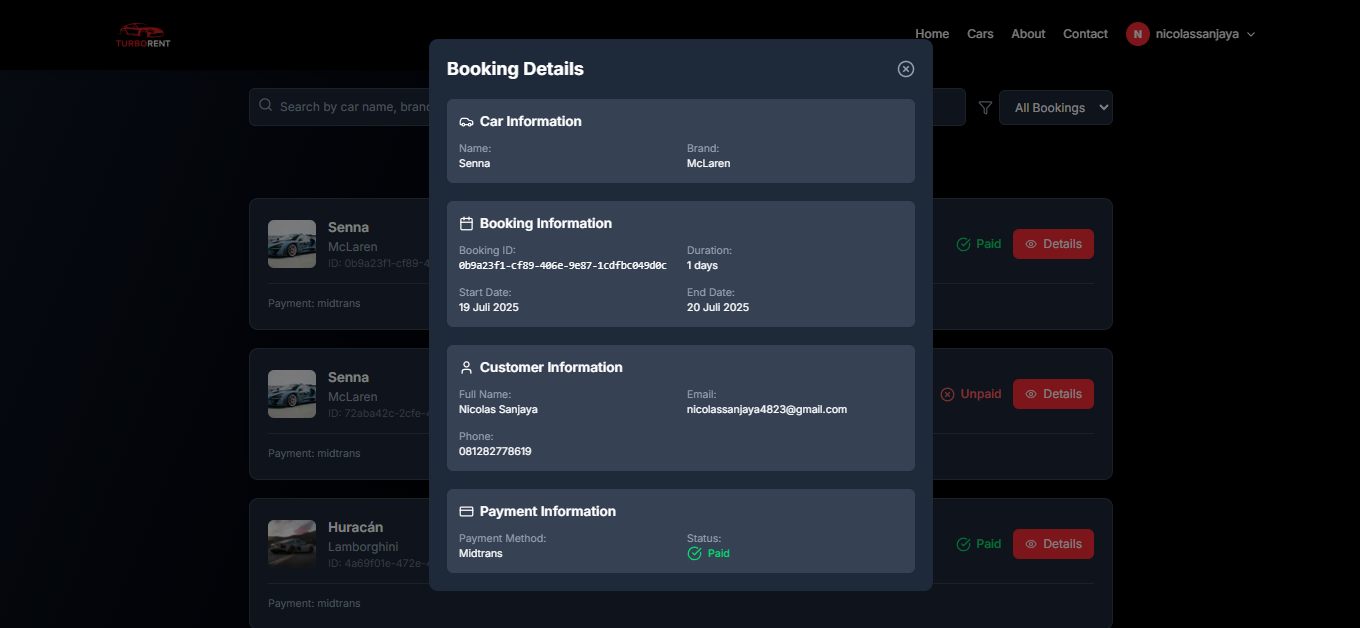 TURBORENT
Home Cars About Contact N nicolassanjaya
Booking Details
Search by car name, bran
All Bookings
Car Information
Name: Brand:
Senna McLaren
Booking Information
Booking ID: Duration:
0b9a23f1-cf89-406e-9e87-1cdfbc049d0c 1 days
Start Date: End Date:
19 Juli 2025 20 Juli 2025
Customer Information
Full Name: Email:
Nicolas Sanjaya nicolassanjaya4823@gmail.com
Phone:
081282778619
Payment Information
Payment Method: Status:
Midtrans Paid
Senna
McLaren
ID: 0b9a23f1-cf89-4
Paid Details
Payment: midtrans
Senna
McLaren
ID: 72aba42c-2cfe-4
Unpaid Details
Payment: midtrans
Huracán
Lamborghini
ID: 4a69f01e-472e-
Paid Details
Payment: midtrans